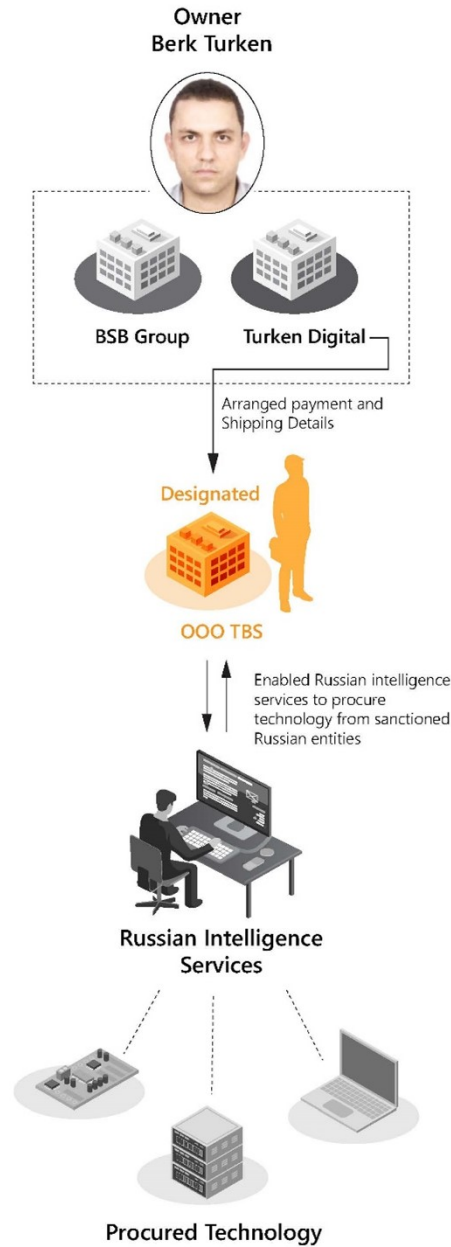 Owner
Berk Turken
BSB Group
Turken Digital
Arranged payment and
Shipping Details
Designated
OOO TBS
Enabled Russian intelligence
services to procure
technology from sanctioned
Russian entities
Russian Intelligence
Services
Procured Technology